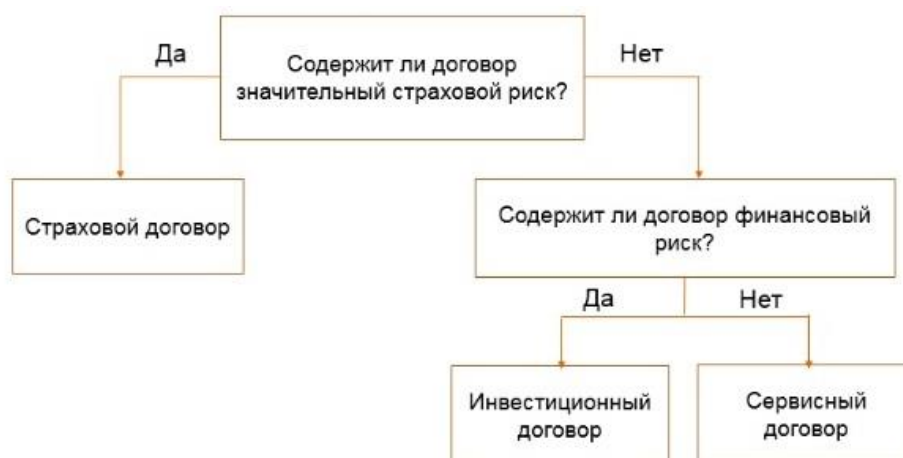 Да
Содержит ли договор
значительный страховой риск?
Нет
Страховой договор
Содержит ли договор финансовый
риск?
Да
Нет
Инвестиционный
договор
Сервисный
договор